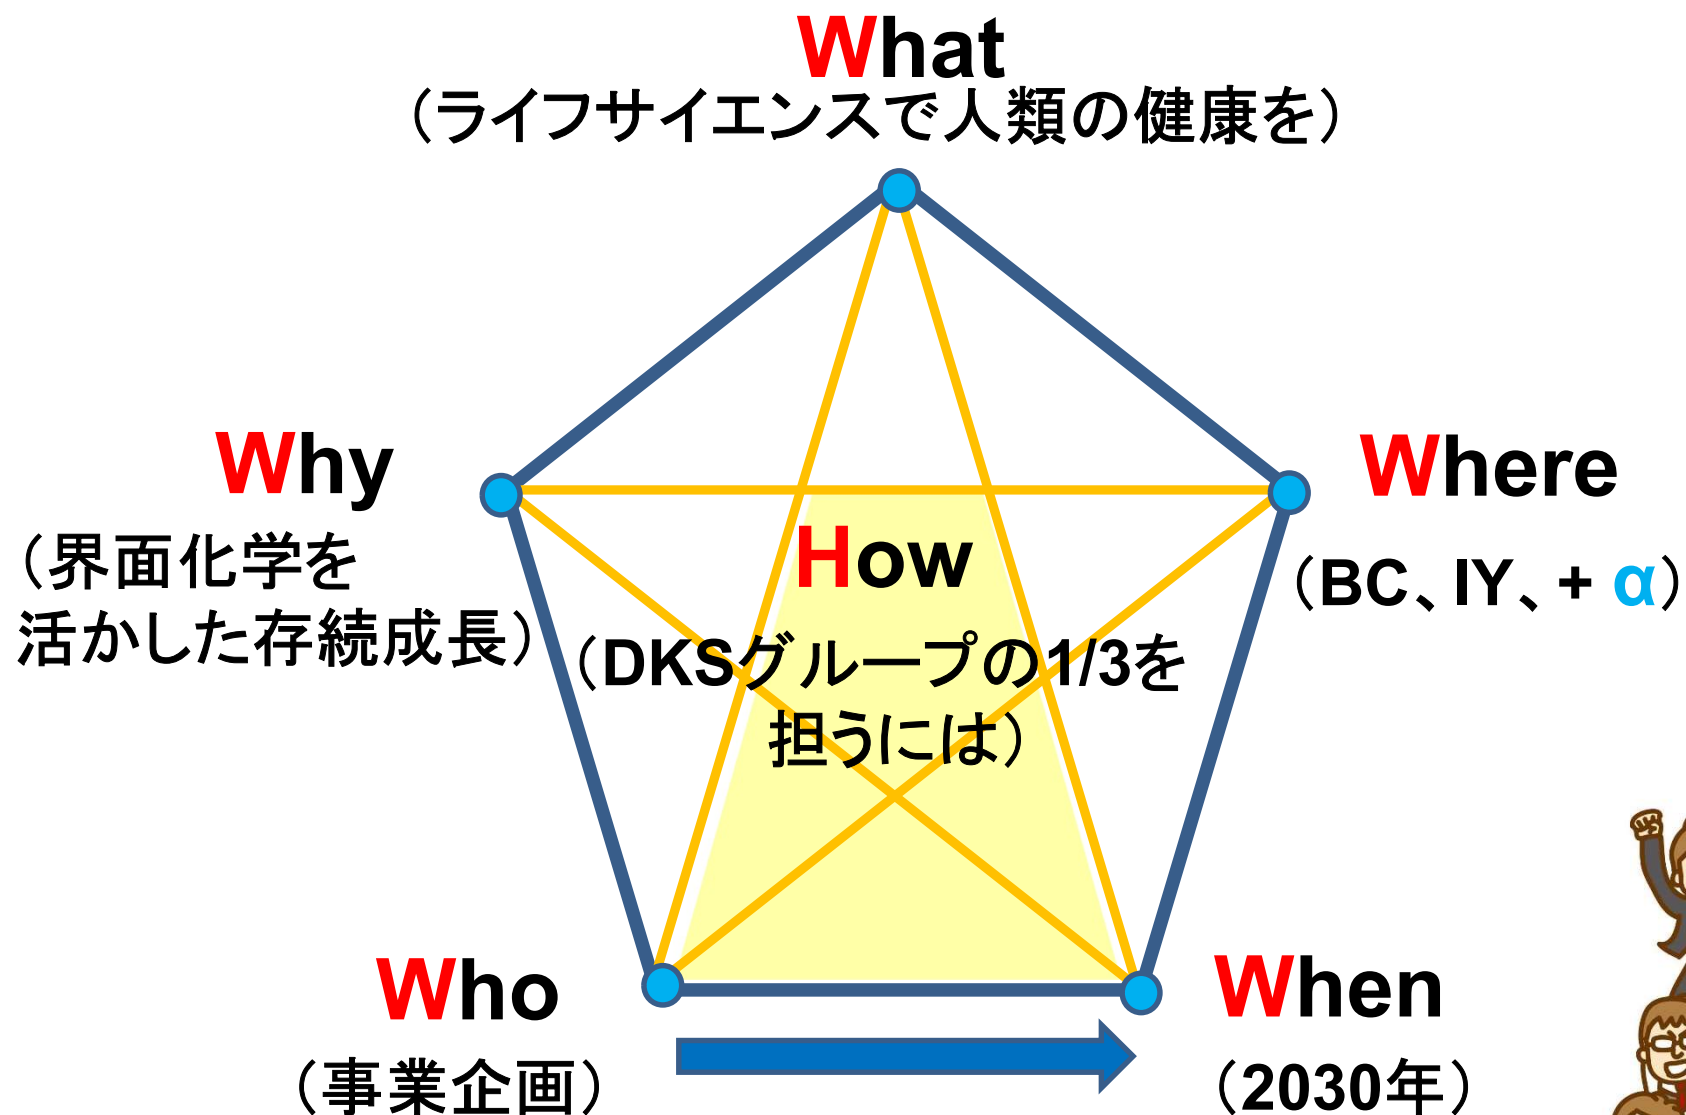 What
（ライフサイエンスで人類の健康を）
Why
（界面化学を
活かした存続成長）
Where
（BC、IY、+ α）
How
（DKSグループの1/3を
担うには）
Who
（事業企画）
When
（2030年）